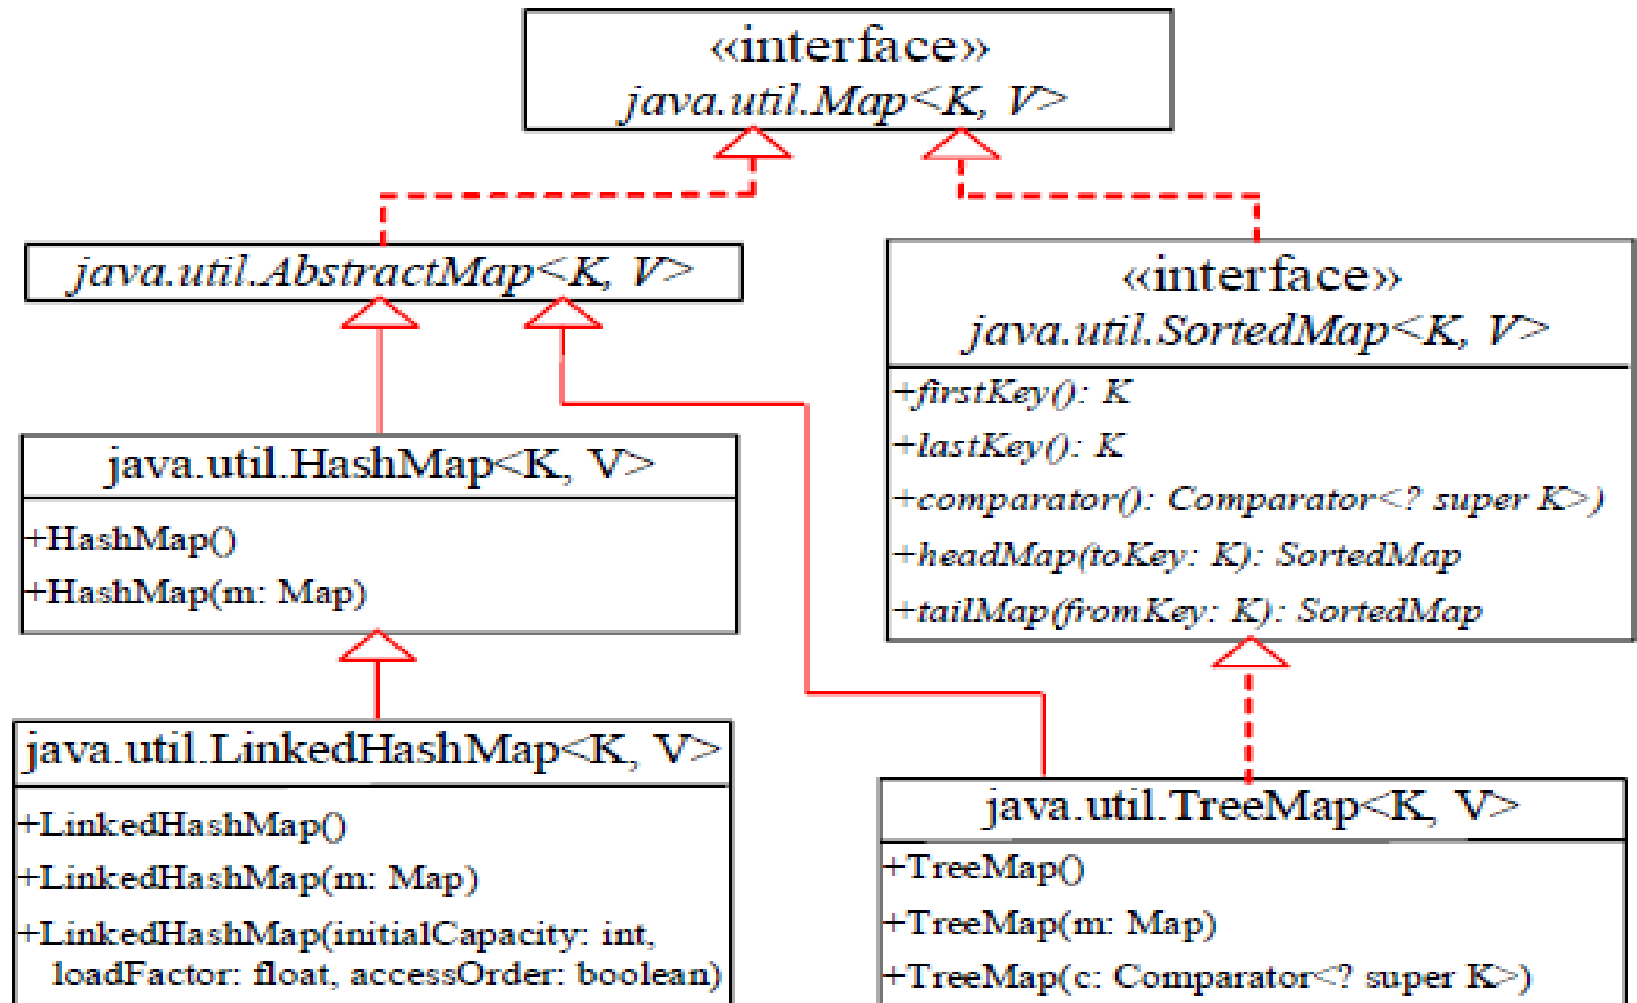 «interface»
java.util.Map<K, V>
java.util.AbstractMap<K, V>
«interface»
java.util.SortedMap<K, V>
+firstKey(): K
+lastKey(): K
+comparator(): Comparator<? super K>)
+headMap(toKey: K): SortedMap
+tailMap(fromKey: K): SortedMap
java.util.HashMap<K, V>
+HashMap()
+HashMap(m: Map)
java.util.LinkedHashMap<K, V>
+LinkedHashMap()
+LinkedHashMap(m: Map)
+LinkedHashMap(initialCapacity: int,
loadFactor: float, accessOrder: boolean)
java.util.TreeMap<K, V>
+TreeMap()
+TreeMap(m: Map)
+TreeMap(c: Comparator<? super K>)